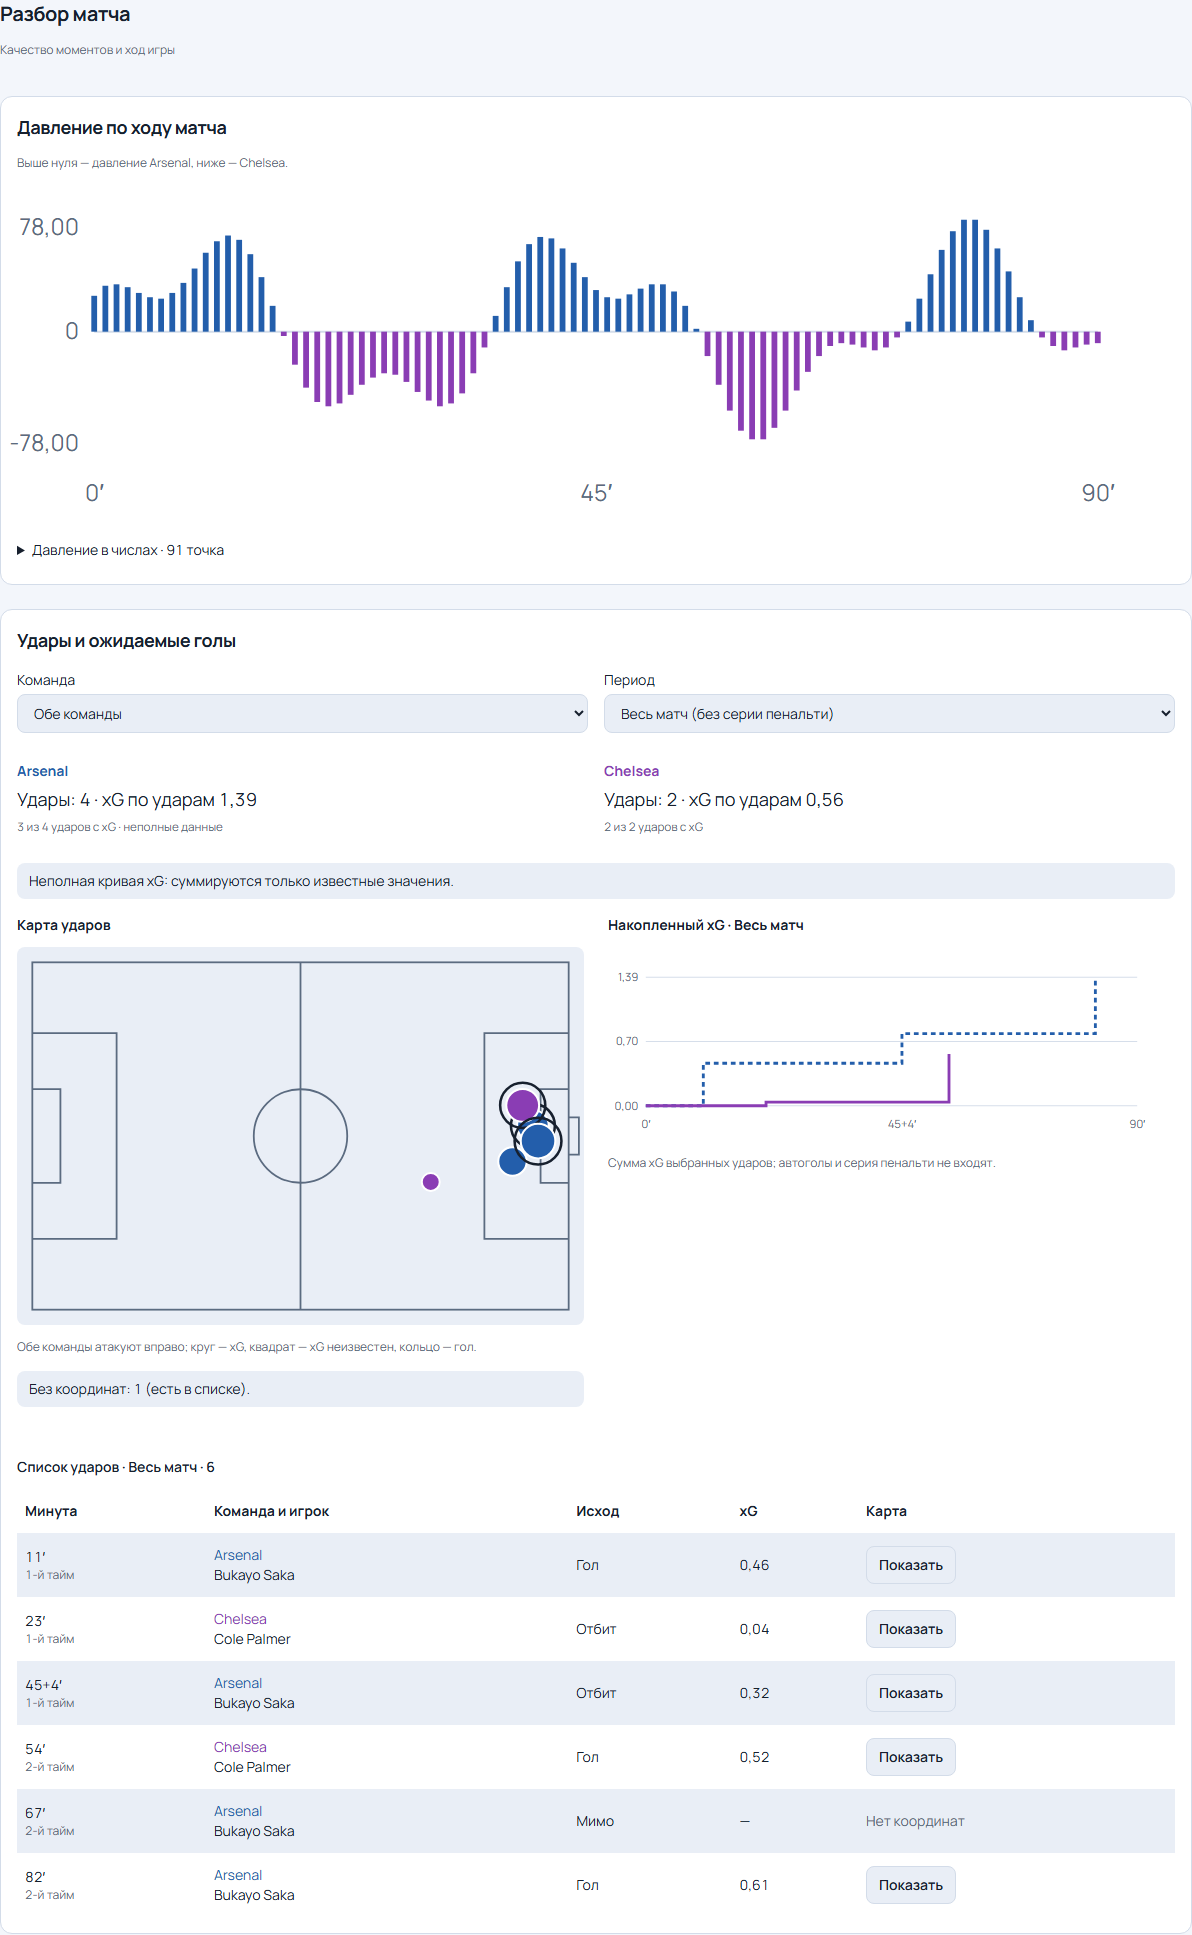 Разбор матча
Качество моментов и ход игры
Давление по ходу матча
Выше нуля — давление Arsenal, ниже — Chelsea.
78,00
0
-78,00
0′ 45′ 90′
▶ Давление в числах · 91 точка
Удары и ожидаемые голы
Команда Период
Обе команды Весь матч (без серии пенальти)
Arsenal Chelsea
Удары: 4 · xG по ударам 1,39 Удары: 2 · xG по ударам 0,56
3 из 4 ударов с xG · неполные данные 2 из 2 ударов с xG
Неполная кривая xG: суммируются только известные значения.
Карта ударов
Обе команды атакуют вправо; круг — xG, квадрат — xG неизвестен, кольцо — гол.
Без координат: 1 (есть в списке).
Накопленный xG · Весь матч
1,39
0,70
0,00
0′ 45+4′ 90′
Сумма xG выбранных ударов; автоголы и серия пенальти не входят.
Список ударов · Весь матч · 6
Минута Команда и игрок Исход xG Карта
11′ Arsenal
1-й тайм Bukayo Saka Гол 0,46 Показать
23′ Chelsea
1-й тайм Cole Palmer Отбит 0,04 Показать
45+4′ Arsenal
1-й тайм Bukayo Saka Отбит 0,32 Показать
54′ Chelsea
2-й тайм Cole Palmer Гол 0,52 Показать
67′ Arsenal
2-й тайм Bukayo Saka Мимо — Нет координат
82′ Arsenal
2-й тайм Bukayo Saka Гол 0,61 Показать